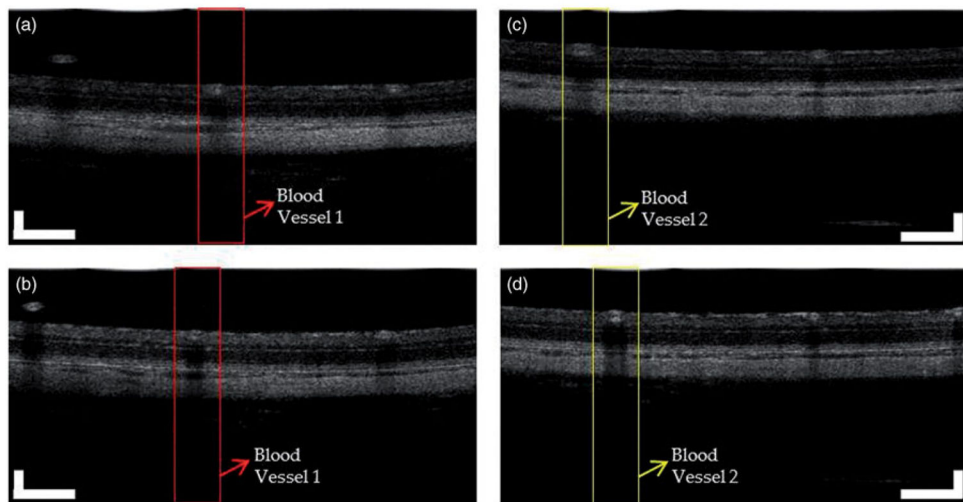 (a)
Blood
Vessel 1
(c)
Blood
Vessel 2
(b)
Blood
Vessel 1
(d)
Blood
Vessel 2